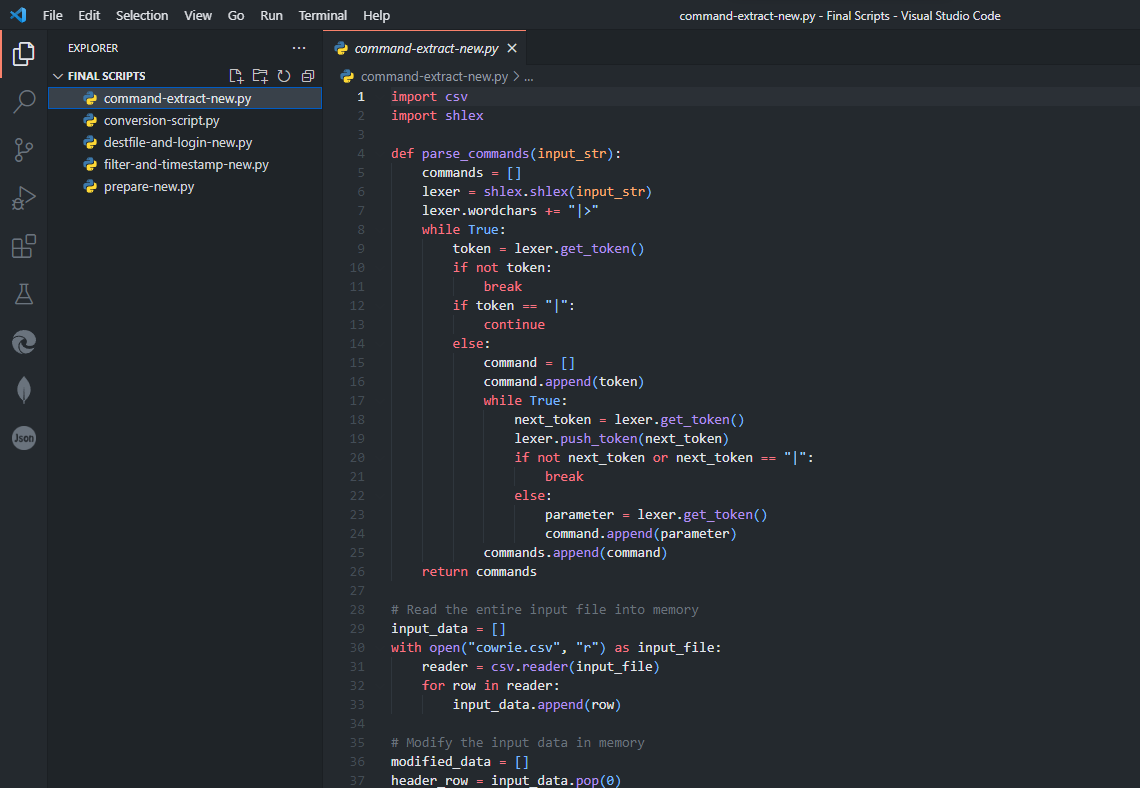 File Edit Selection View Go Run Terminal Help
command-extract-new.py - Final Scripts - Visual Studio Code
EXPLORER
FINAL SCRIPTS
command-extract-new.py
conversion-script.py
destfile-and-login-new.py
filter-and-timestamp-new.py
prepare-new.py
Json
command-extract-new.py
command-extract-new.py > ...
1 import csv
2 import shlex
3
4 def parse_commands(input_str):
5     commands = []
6     lexer = shlex.shlex(input_str)
7     lexer.wordchars += "|>"
8     while True:
9         token = lexer.get_token()
10         if not token:
11             break
12         if token == "|":
13             continue
14         else:
15             command = []
16             command.append(token)
17             while True:
18                 next_token = lexer.get_token()
19                 lexer.push_token(next_token)
20                 if not next_token or next_token == "|":
21                     break
22                 else:
23                     parameter = lexer.get_token()
24                     command.append(parameter)
25             commands.append(command)
26     return commands
27
28 # Read the entire input file into memory
29 input_data = []
30 with open("cowrie.csv", "r") as input_file:
31     reader = csv.reader(input_file)
32     for row in reader:
33         input_data.append(row)
34
35 # Modify the input data in memory
36 modified_data = []
37 header_row = input_data.pop(0)